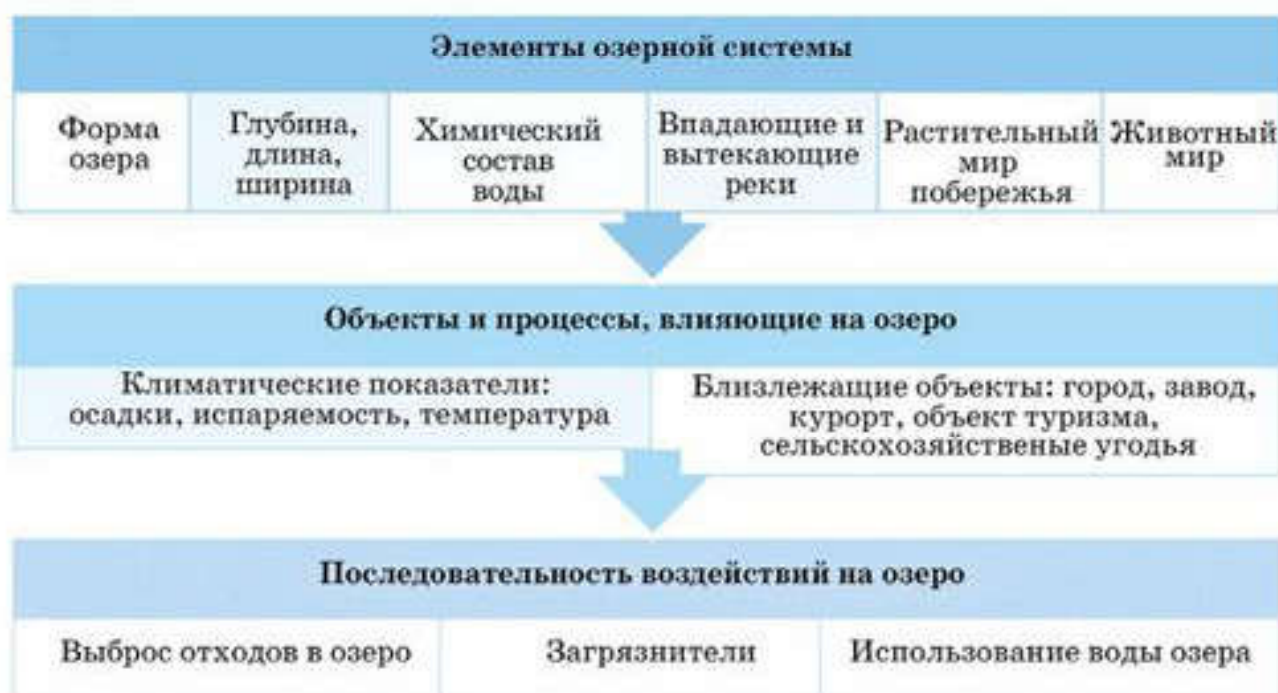 Элементы озерной системы
Форма
озера
Глубина,
длина,
ширина
Химический
состав
воды
Впадающие и
вытекающие
реки
Растительный
мир
побережья
Животный
мир
Объекты и процессы, влияющие на озеро
Климатические показатели:
осадки, испаряемость, температура
Близлежащие объекты: город, завод,
курорт, объект туризма,
сельскохозяйственые угодья
Последовательность воздействий на озеро
Выброс отходов в озеро
Загрязнители
Использование воды озера